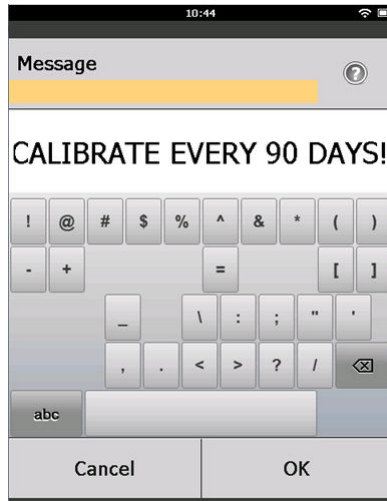 10:44
Message
?
CALIBRATE EVERY 90 DAYS!
! @ # $ % ^ & * ( )
- + = [ ]
_ \ : ; " '
, . < > ? /
abc
Cancel OK